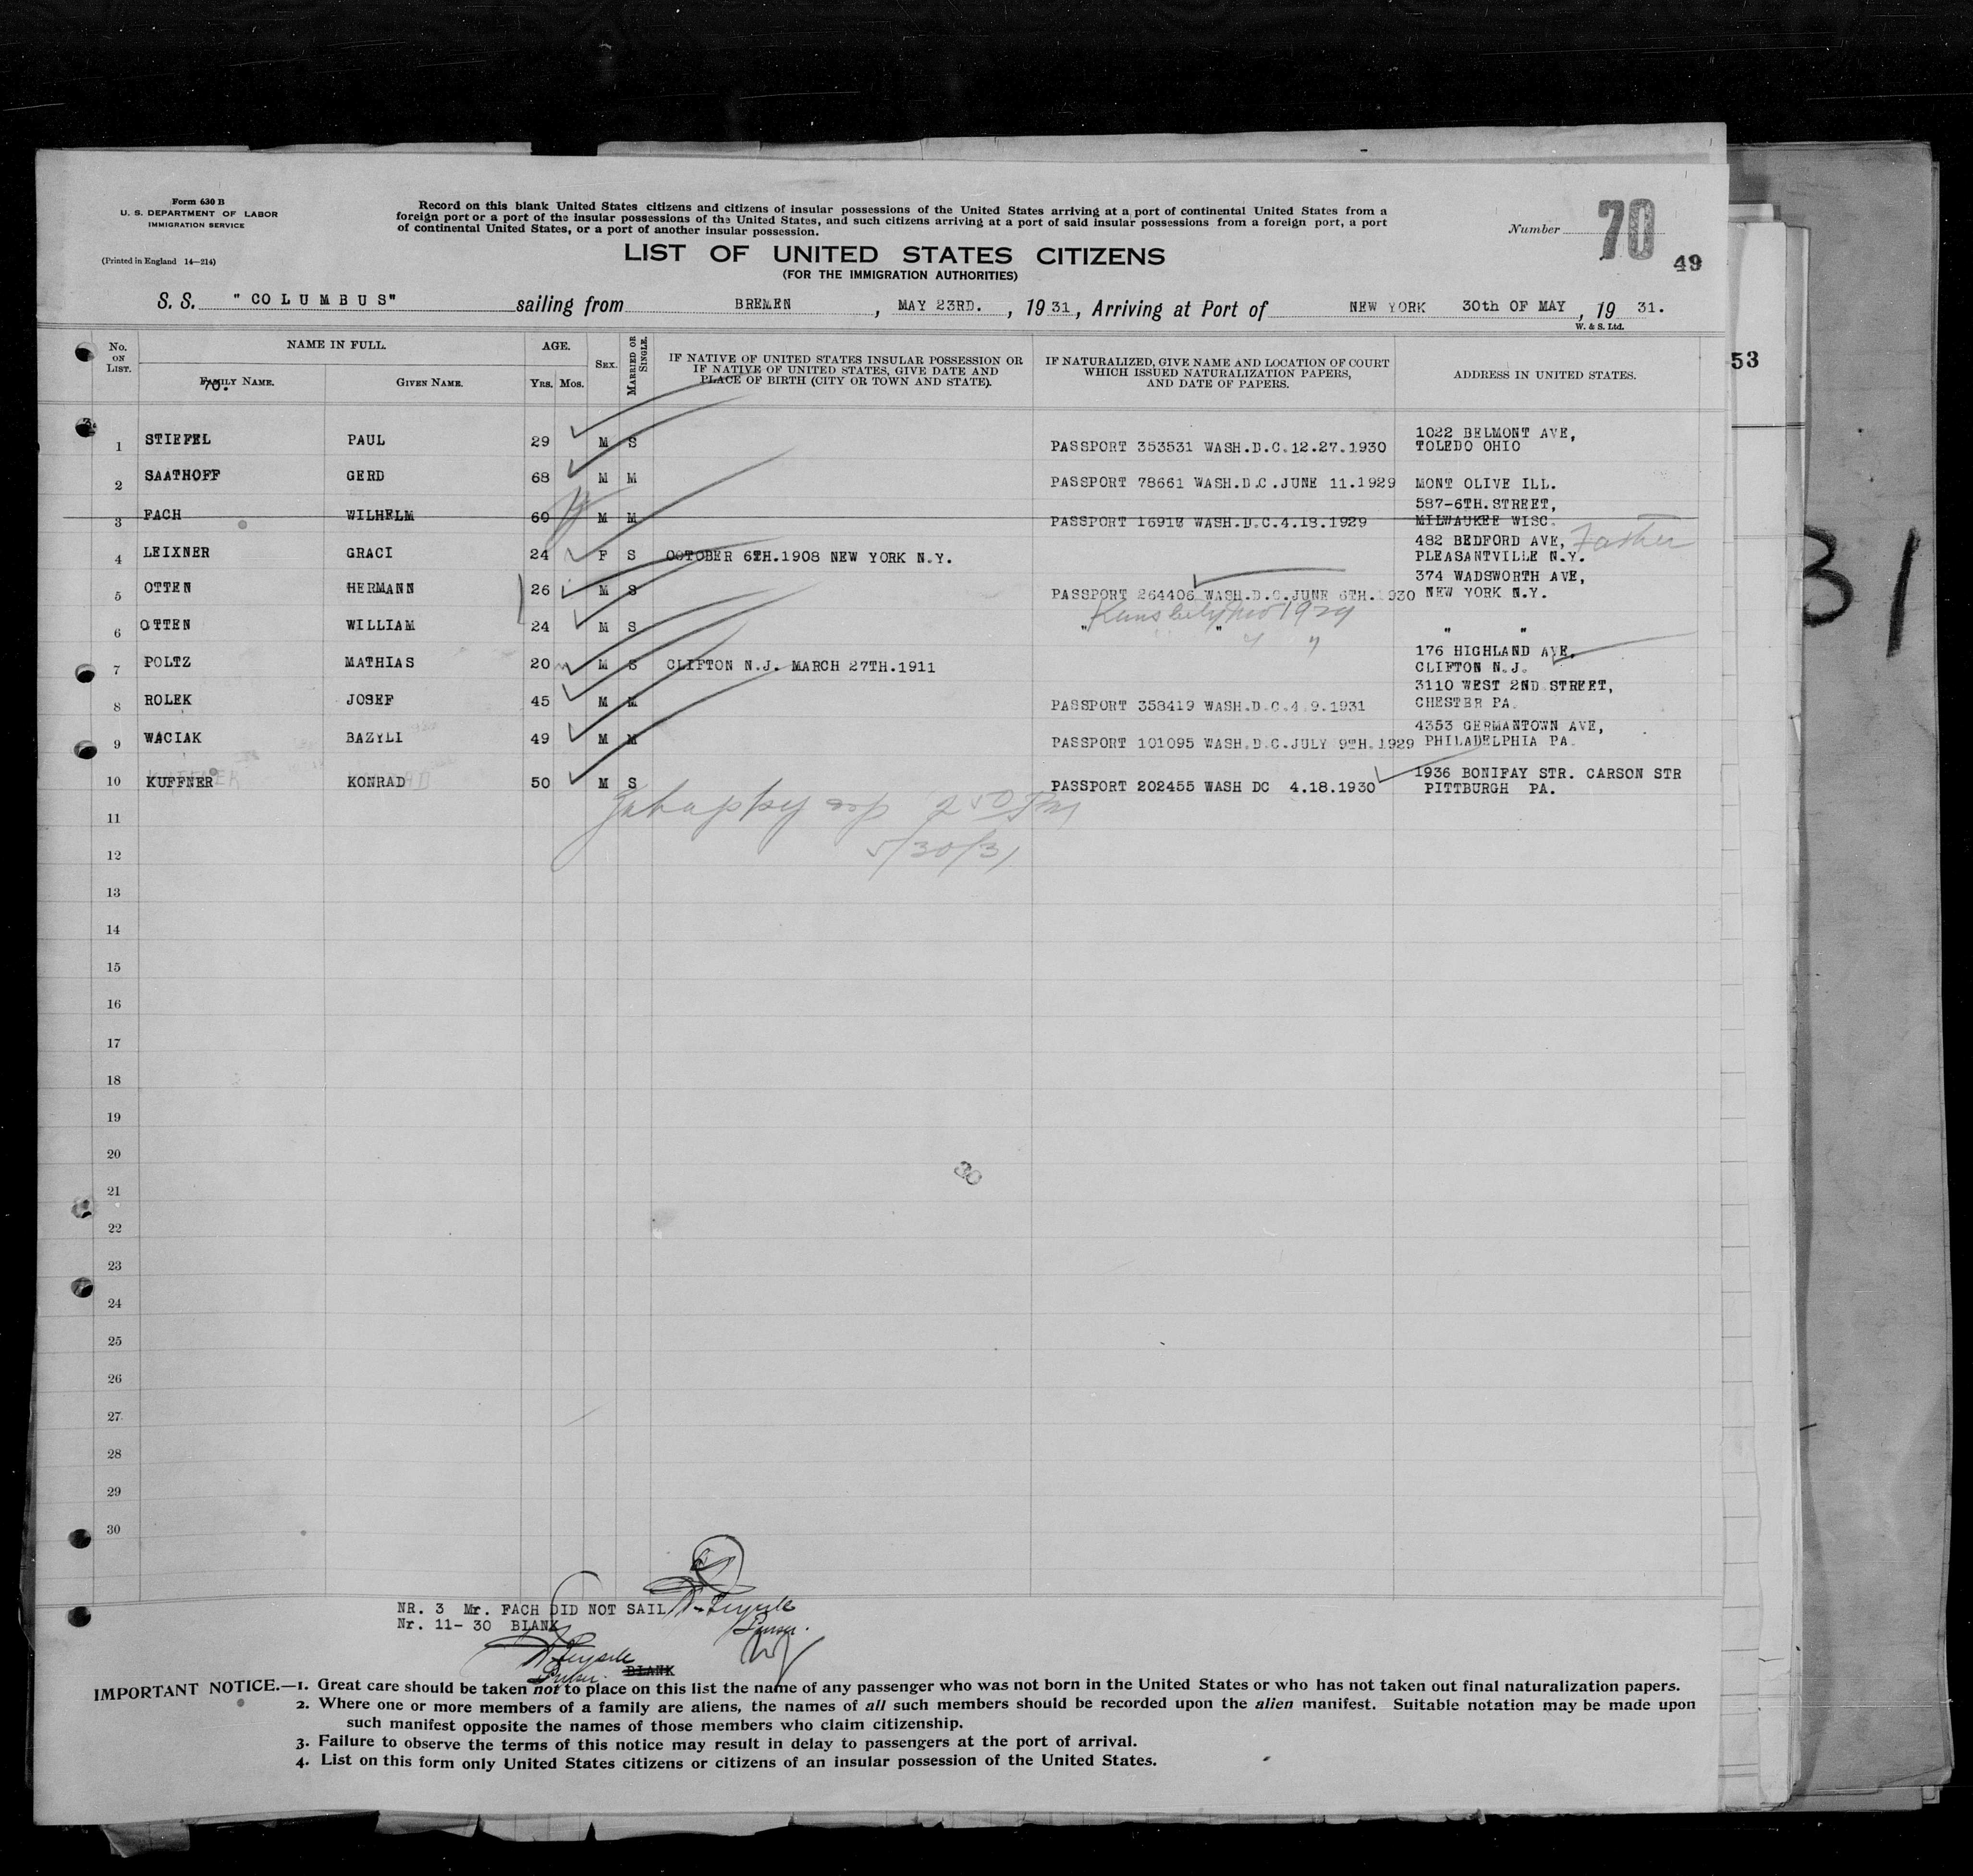 Form 630 B
U. S. DEPARTMENT OF LABOR
IMMIGRATION SERVICE
(Printed in England 14—214)
Record on this blank United States citizens and citizens of insular possessions of the United States arriving at a port of continental United States from a
foreign port or a port of the insular possessions of the United States, and such citizens arriving at a port of said insular possessions from a foreign port, a port
of continental United States, or a port of another insular possession.
Number 70
49
LIST OF UNITED STATES CITIZENS
(FOR THE IMMIGRATION AUTHORITIES)
S. S. "COLUMBUS" sailing from BREMEN, MAY 23RD., 1931, Arriving at Port of NEW YORK 30th OF MAY, 1931.
W. & S. Ltd.
No. ON LIST. NAME IN FULL. AGE. SEX. MARRIED OR SINGLE. IF NATIVE OF UNITED STATES INSULAR POSSESSION OR IF NATIVE OF UNITED STATES, GIVE DATE AND PLACE OF BIRTH (CITY OR TOWN AND STATE). IF NATURALIZED, GIVE NAME AND LOCATION OF COURT WHICH ISSUED NATURALIZATION PAPERS, AND DATE OF PAPERS. ADDRESS IN UNITED STATES.
FAMILY NAME. GIVEN NAME. YRS. MOS.
70.
1 STIEFEL PAUL 29 M S PASSPORT 353531 WASH.D.C.12.27.1930 1022 BELMONT AVE, TOLEDO OHIO
2 SAATHOFF GERD 68 M M PASSPORT 78661 WASH.D.C.JUNE 11.1929 MONT OLIVE ILL.
3 FACH WILHELM 60 M M PASSPORT WASH.D.C.4.18.1929 587-6TH.STREET, MILWAUKEE WISC.
4 LEIXNER GRACI 24 F S OCTOBER 6TH.1908 NEW YORK N.Y. 482 BEDFORD AVE, PLEASANTVILLE N.Y. Father
5 OTTEN HERMANN 26 M S PASSPORT 264406 WASH.D.C.JUNE 6TH.1930 374 WADSWORTH AVE, NEW YORK N.Y.
1929
6 OTTEN WILLIAM 24 M S " " " "
7 POLTZ MATHIAS 20 M S CLIFTON N.J. MARCH 27TH.1911 176 HIGHLAND AVE. CLIFTON N.J.
8 ROLEK JOSEF 45 M M PASSPORT 358419 WASH.D.C.4.9.1931 3110 WEST 2ND STREET, CHESTER PA.
9 WACIAK BAZYLI 49 M M PASSPORT 101095 WASH.D.C.JULY 9TH.1929 4353 GERMANTOWN AVE, PHILADELPHIA PA.
10 KUFFNER KONRAD 50 M S PASSPORT 202455 WASH DC 4.18.1930 1936 BONIFAY STR. CARSON STR PITTBURGH PA.
11
12 5/30/31
13
14
15
16
17
18
19
20
30
21
22
23
24
25
26
27
28
29
30
NR. 3 Mr. FACH DID NOT SAIL
Nr. 11- 30 BLANK
Purser.
Purser.
BLANK
IMPORTANT NOTICE.—1. Great care should be taken not to place on this list the name of any passenger who was not born in the United States or who has not taken out final naturalization papers.
2. Where one or more members of a family are aliens, the names of all such members should be recorded upon the alien manifest. Suitable notation may be made upon
such manifest opposite the names of those members who claim citizenship.
3. Failure to observe the terms of this notice may result in delay to passengers at the port of arrival.
4. List on this form only United States citizens or citizens of an insular possession of the United States.
53
31